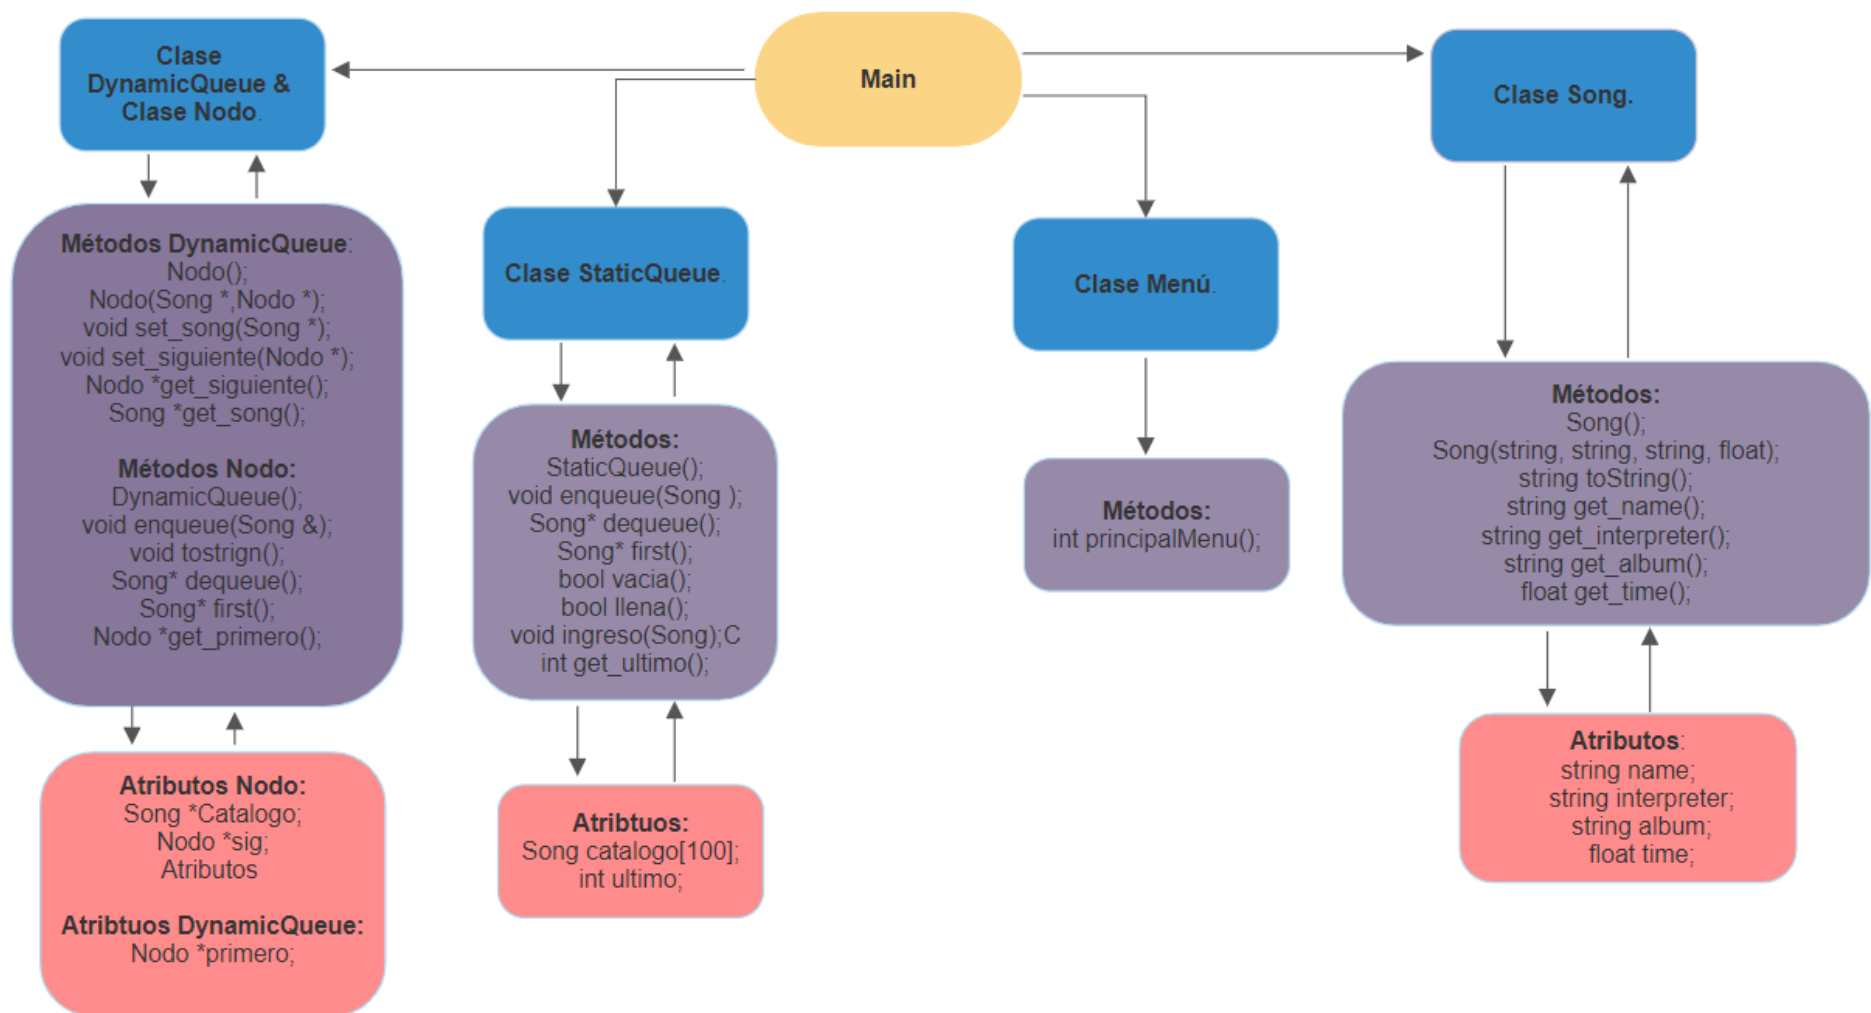 Main
Clase
DynamicQueue &
Clase Nodo.
Métodos DynamicQueue:
Nodo();
Nodo(Song *,Nodo *);
void set_song(Song *);
void set_siguiente(Nodo *);
Nodo *get_siguiente();
Song *get_song();
Métodos Nodo:
DynamicQueue();
void enqueue(Song &);
void tostrign();
Song* dequeue();
Song* first();
Nodo *get_primero();
Atributos Nodo:
Song *Catalogo;
Nodo *sig;
Atributos
Atribtuos DynamicQueue:
Nodo *primero;
Clase StaticQueue.
Métodos:
StaticQueue();
void enqueue(Song );
Song* dequeue();
Song* first();
bool vacia();
bool llena();
void ingreso(Song);C
int get_ultimo();
Atribtuos:
Song catalogo[100];
int ultimo;
Clase Menú.
Métodos:
int principalMenu();
Clase Song.
Métodos:
Song();
Song(string, string, string, float);
string toString();
string get_name();
string get_interpreter();
string get_album();
float get_time();
Atributos:
string name;
string interpreter;
string album;
float time;